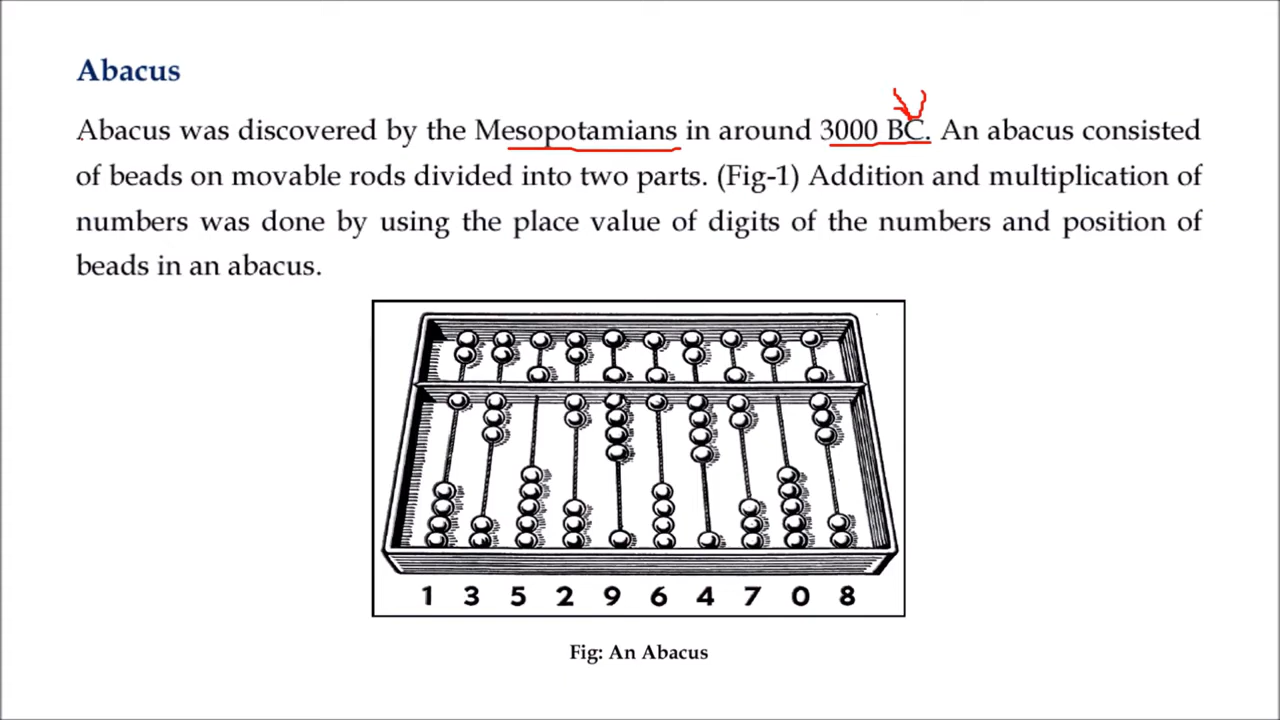 Abacus
Abacus was discovered by the Mesopotamians in around 3000 BC. An abacus consisted
of beads on movable rods divided into two parts. (Fig-1) Addition and multiplication of
numbers was done by using the place value of digits of the numbers and position of
beads in an abacus.
1 3 5 2 9 6 4 7 0 8
Fig: An Abacus